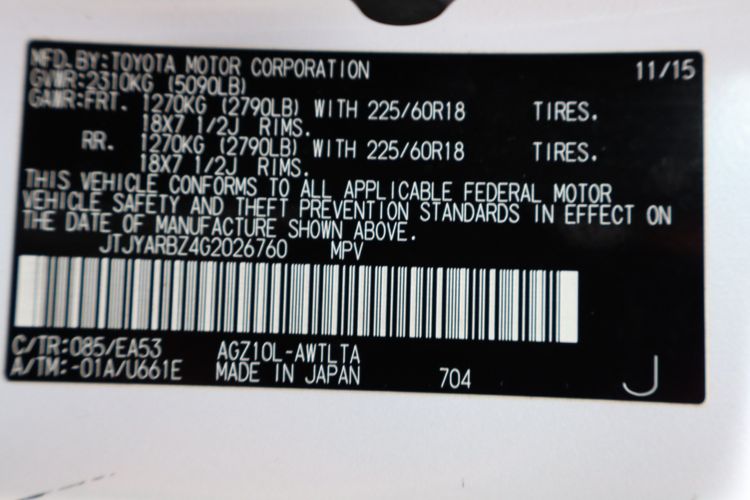 MFD.BY:TOYOTA MOTOR CORPORATION 11/15
GVWR:2310KG (5090LB)
GAWR:FRT. 1270KG (2790LB) WITH 225/60R18 TIRES.
18X7 1/2J RIMS.
RR. 1270KG (2790LB) WITH 225/60R18 TIRES.
18X7 1/2J RIMS.
THIS VEHICLE CONFORMS TO ALL APPLICABLE FEDERAL MOTOR
VEHICLE SAFETY AND THEFT PREVENTION STANDARDS IN EFFECT ON
THE DATE OF MANUFACTURE SHOWN ABOVE.
JTJYARBZ4G2026760 MPV
C/TR:085/EA53 AGZ10L-AWTLTA
A/TM:-01A/U661E MADE IN JAPAN 704 J